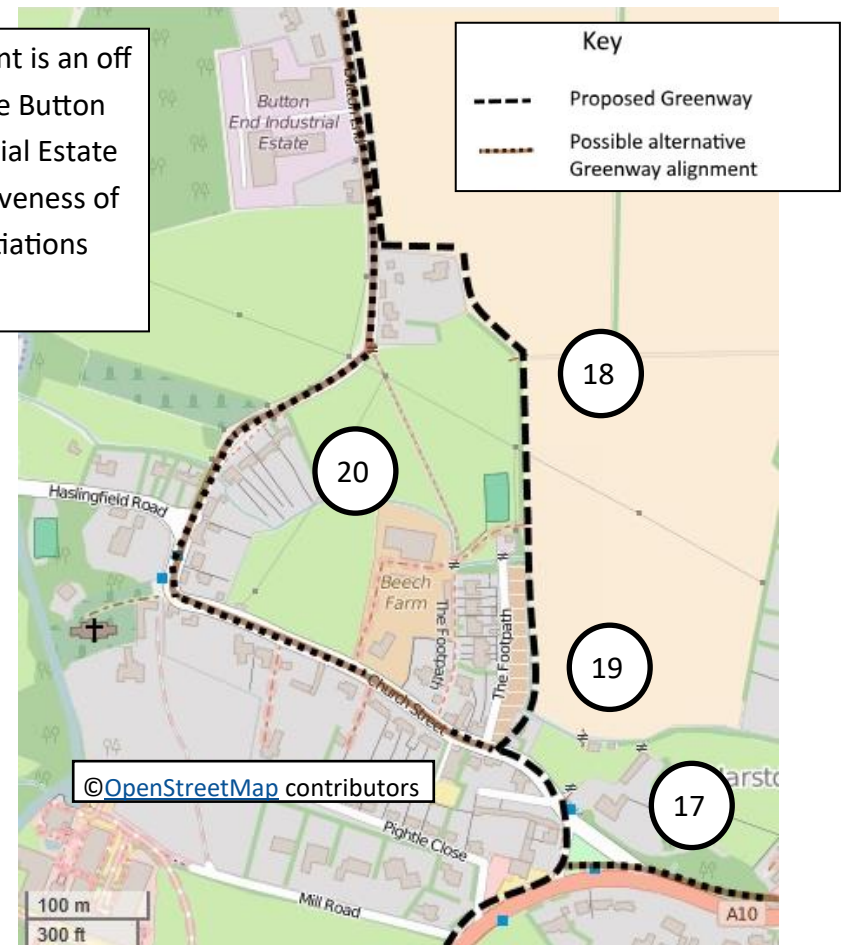 nt is an off
e Button
ial Estate
iveness of
tiations
Key
Proposed Greenway
Possible alternative
Greenway alignment
Button
End Industrial
Estate
18
20
Haslingfield Road
Beech
Farm
The Footpath
The Footpath
19
Church Street
©OpenStreetMap contributors
17
Pightle Close
Mill Road
A10
100 m
300 ft